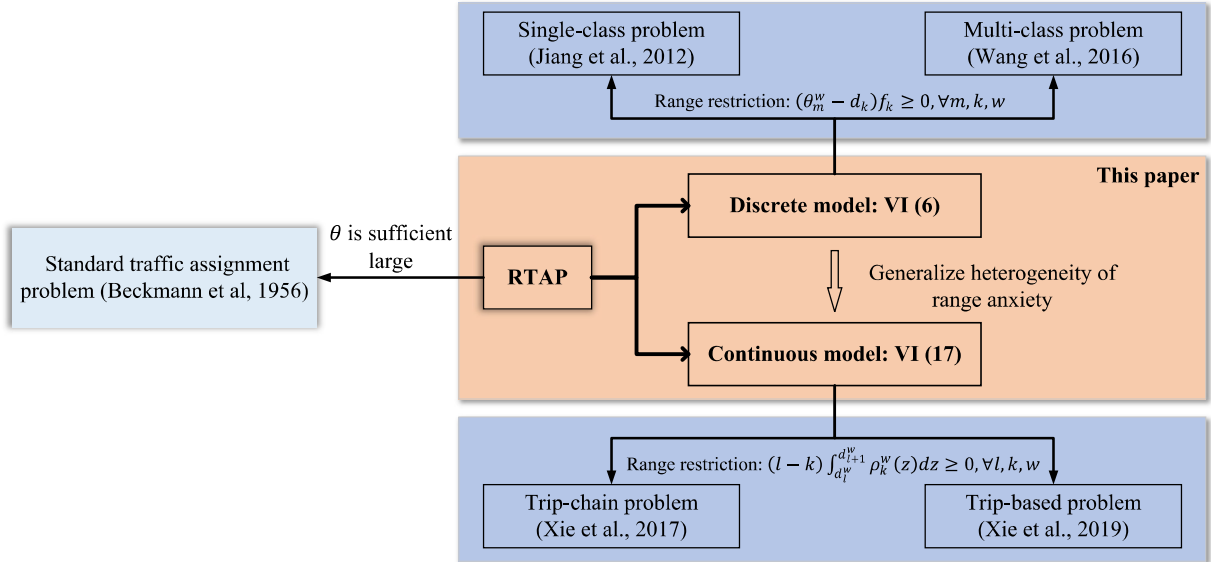 Single-class problem
(Jiang et al., 2012)
Multi-class problem
(Wang et al., 2016)
Range restriction: (θ_m^w − d_k)f_k ≥ 0, ∀m, k, w
This paper
Discrete model: VI (6)
θ is sufficient
large
Standard traffic assignment
problem (Beckmann et al, 1956)
RTAP
Generalize heterogeneity of
range anxiety
Continuous model: VI (17)
Range restriction: (l − k) ∫_{d_l^w}^{d_{l+1}^w} ρ_k^w(z)dz ≥ 0, ∀l, k, w
Trip-chain problem
(Xie et al., 2017)
Trip-based problem
(Xie et al., 2019)